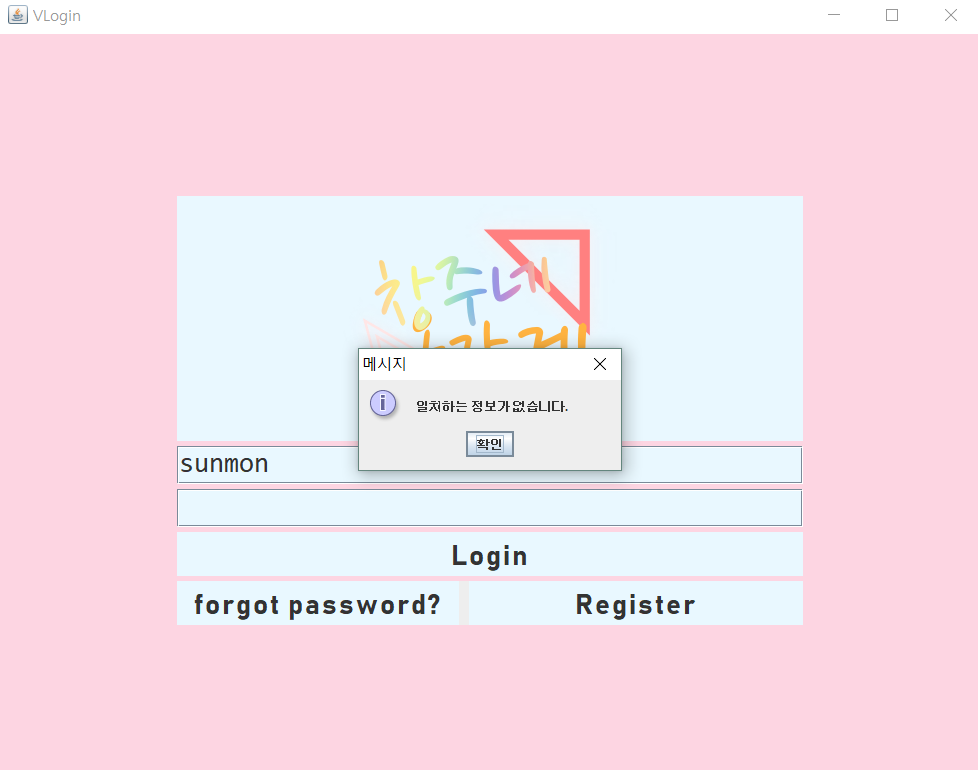 VLogin
창주네
메시지
일치하는 정보가 없습니다.
확인
sunmon
Login
forgot password?
Register